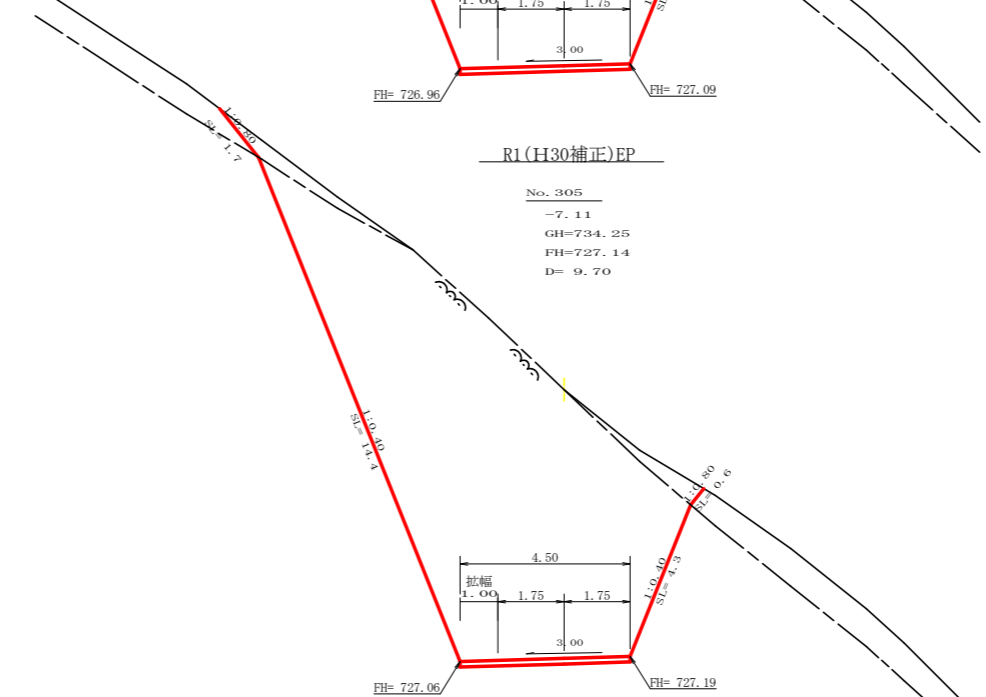 1.00 1.75 1.75
3.00
FH= 726.96
FH= 727.09
1:0.80
SL= 1.7
R1(H30補正)EP
No. 305
-7.11
GH=734.25
FH=727.14
D= 9.70
1:0.40
SL= 14.4
1:0.80
SL= 0.6
1:0.40
SL= 4.3
4.50
拡幅
1.00 1.75 1.75
3.00
FH= 727.06
FH= 727.19